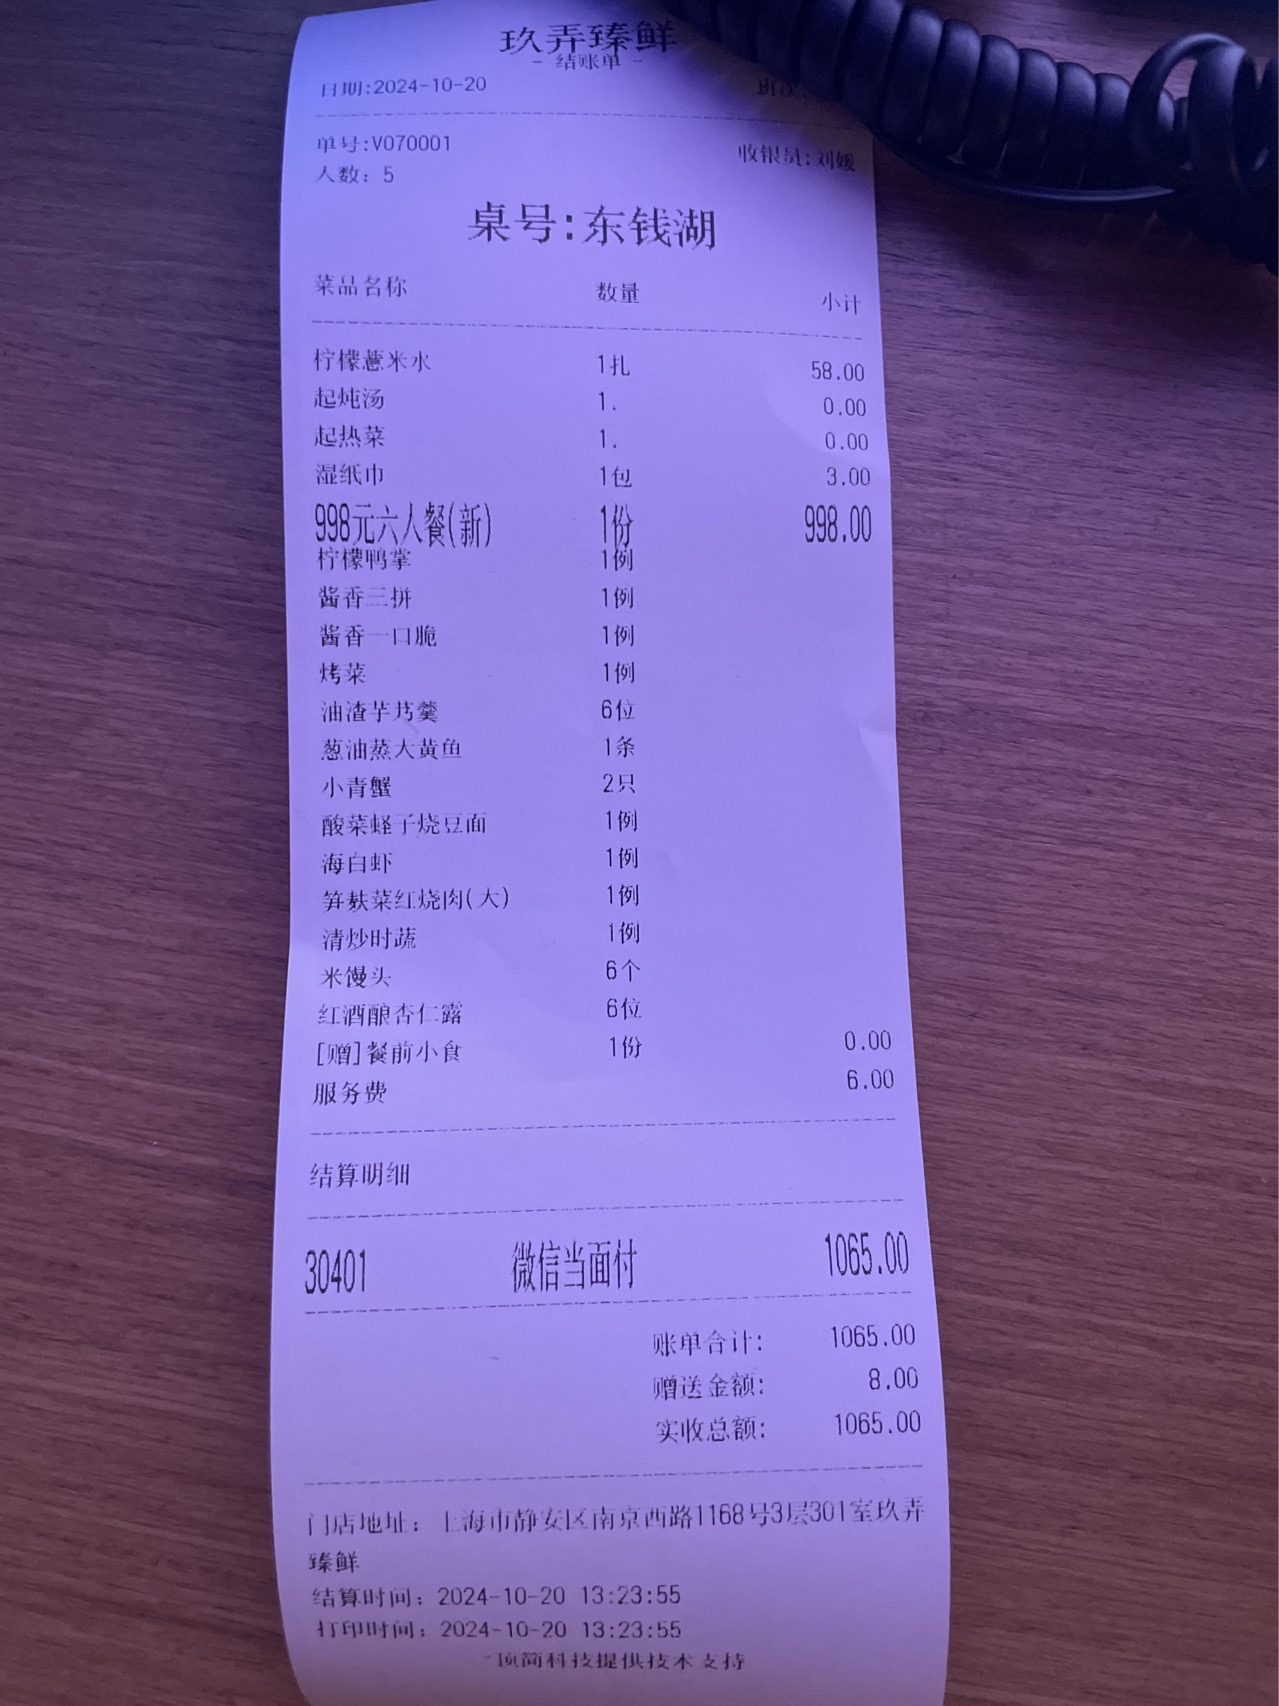 玖弄臻鲜
- 结账单 -
日期:2024-10-20 班次:
单号:V070001 收银员:刘媛
人数: 5
桌号:东钱湖
菜品名称 数量 小计
柠檬薏米水 1扎 58.00
起炖汤 1. 0.00
起热菜 1. 0.00
湿纸巾 1包 3.00
998元六人餐(新) 1份 998.00
柠檬鸭掌 1例
酱香三拼 1例
酱香一口脆 1例
烤菜 1例
油渣芋艿羹 6位
葱油蒸大黄鱼 1条
小青蟹 2只
酸菜蛏子烧豆面 1例
海白虾 1例
笋麸菜红烧肉(大) 1例
清炒时蔬 1例
米馒头 6个
红酒酿杏仁露 6位
[赠]餐前小食 1份 0.00
服务费 6.00
结算明细
30401 微信当面付 1065.00
账单合计: 1065.00
赠送金额: 8.00
实收总额: 1065.00
门店地址: 上海市静安区南京西路1168号3层301室玖弄
臻鲜
结算时间: 2024-10-20 13:23:55
打印时间: 2024-10-20 13:23:55
顶简科技提供技术支持